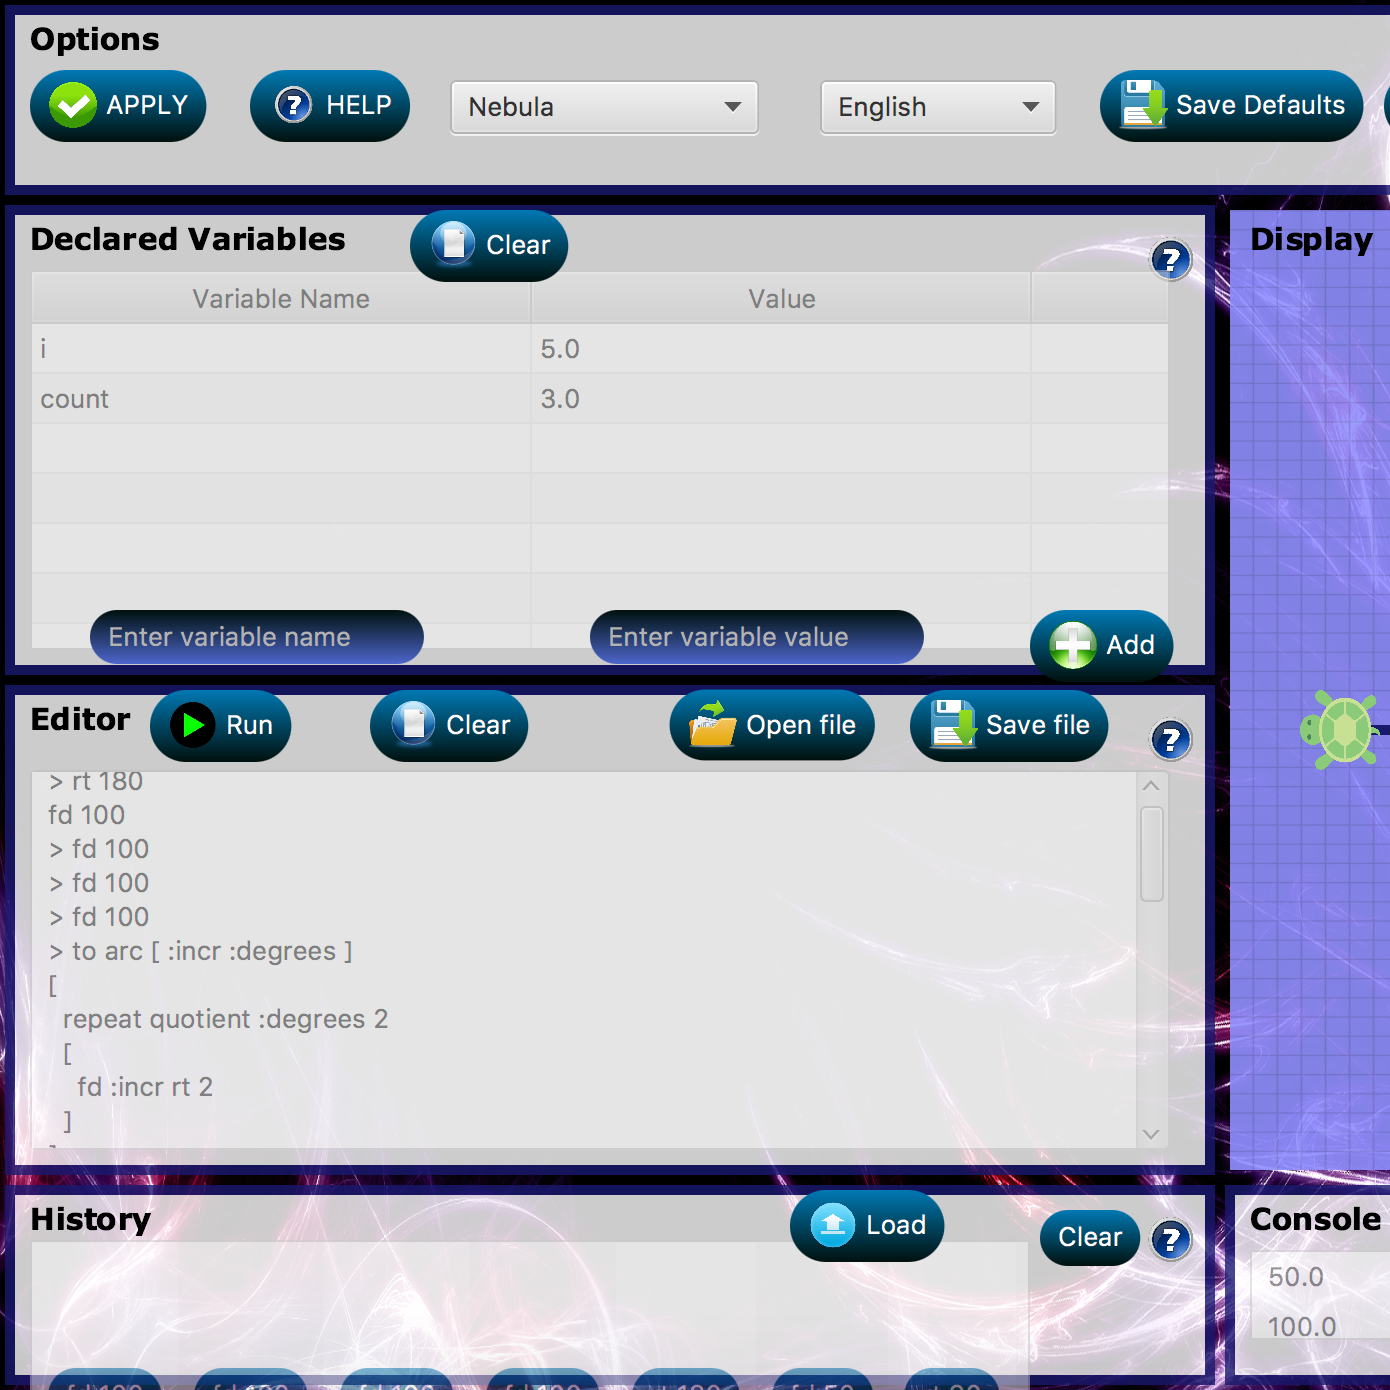 Options
APPLY HELP Nebula English Save Defaults
Declared Variables Clear
Variable Name Value
i 5.0
count 3.0
Enter variable name Enter variable value Add
Display
Editor Run Clear Open file Save file
> rt 180
fd 100
> fd 100
> fd 100
> fd 100
> to arc [ :incr :degrees ]
[
repeat quotient :degrees 2
[
fd :incr rt 2
]
History Load Clear
Console
50.0
100.0